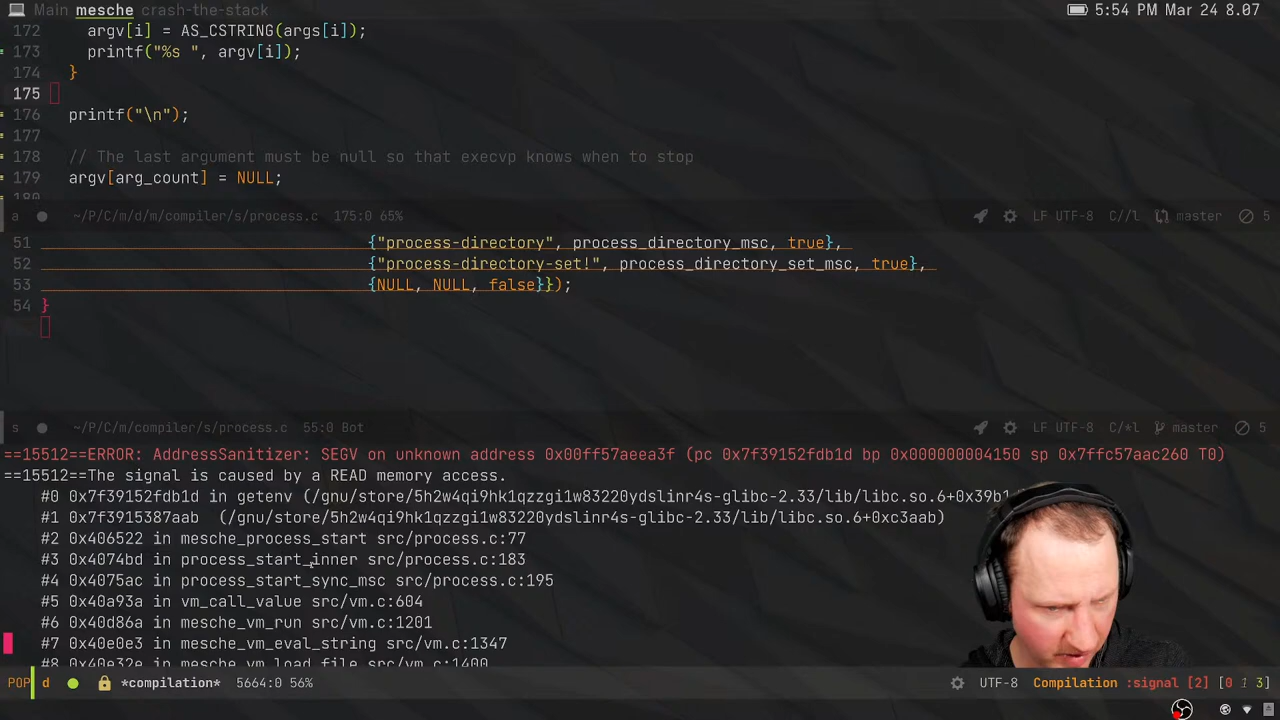 Main mesche crash-the-stack 5:54 PM Mar 24 8.07
172 argv[i] = AS_CSTRING(args[i]);
173 printf("%s ", argv[i]);
174 }
175
176 printf("\n");
177
178 // The last argument must be null so that execvp knows when to stop
179 argv[arg_count] = NULL;
180
a ~/P/C/m/d/m/compiler/s/process.c 175:0 65% LF UTF-8 C//l master 5
51 {"process-directory", process_directory_msc, true},
52 {"process-directory-set!", process_directory_set_msc, true},
53 {NULL, NULL, false}});
54 }
s ~/P/C/m/compiler/s/process.c 55:0 Bot LF UTF-8 C/*l master 5
==15512==ERROR: AddressSanitizer: SEGV on unknown address 0x00ff57aeea3f (pc 0x7f39152fdb1d bp 0x000000004150 sp 0x7ffc57aac260 T0)
==15512==The signal is caused by a READ memory access.
#0 0x7f39152fdb1d in getenv (/gnu/store/5h2w4qi9hk1qzzgi1w83220ydslinr4s-glibc-2.33/lib/libc.so.6+0x39b1
#1 0x7f3915387aab (/gnu/store/5h2w4qi9hk1qzzgi1w83220ydslinr4s-glibc-2.33/lib/libc.so.6+0xc3aab)
#2 0x406522 in mesche_process_start src/process.c:77
#3 0x4074bd in process_start_inner src/process.c:183
#4 0x4075ac in process_start_sync_msc src/process.c:195
#5 0x40a93a in vm_call_value src/vm.c:604
#6 0x40d86a in mesche_vm_run src/vm.c:1201
#7 0x40e0e3 in mesche_vm_eval_string src/vm.c:1347
#8 0x40e32e in mesche_vm_load_file src/vm.c:1400
POP d *compilation* 5664:0 56% UTF-8 Compilation :signal [2] [0 1 3]